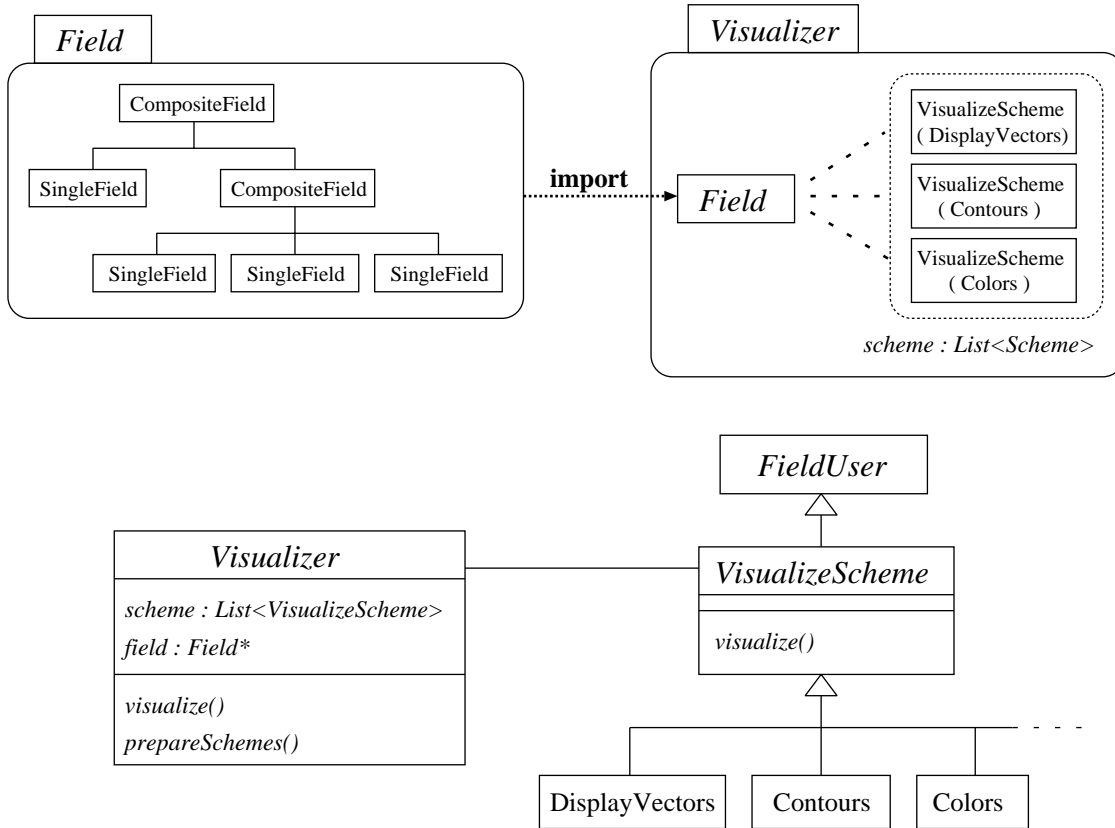 Field
CompositeField
SingleField
CompositeField
SingleField
SingleField
SingleField
import
Visualizer
Field
VisualizeScheme
( DisplayVectors)
VisualizeScheme
( Contours )
VisualizeScheme
( Colors )
scheme : List<Scheme>
FieldUser
Visualizer
scheme : List<VisualizeScheme>
field : Field*
visualize()
prepareSchemes()
VisualizeScheme
visualize()
DisplayVectors
Contours
Colors